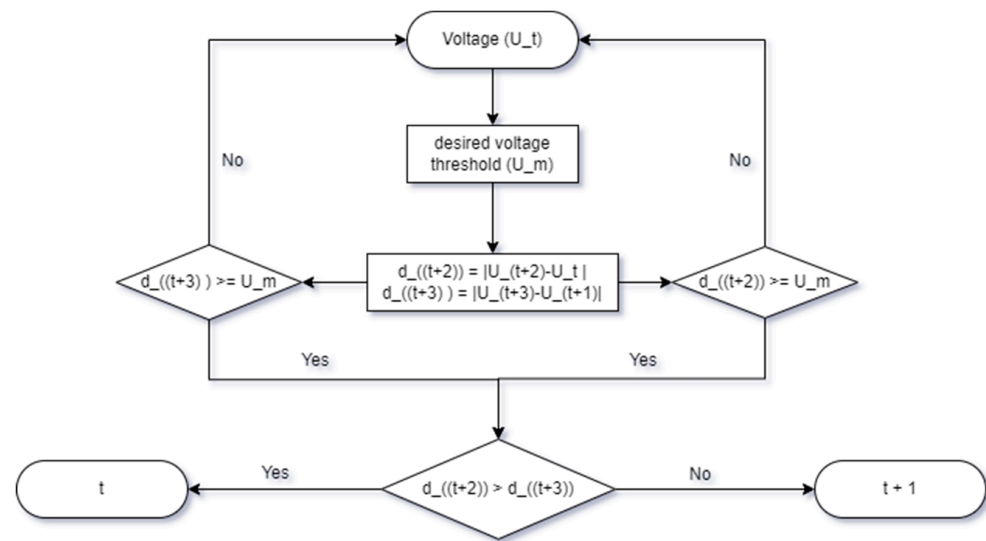 Voltage (U_t)
desired voltage
threshold (U_m)
No
No
d_((t+3) ) >= U_m
d_((t+2)) = |U_(t+2)-U_t |
d_((t+3) ) = |U_(t+3)-U_(t+1)|
d_((t+2)) >= U_m
Yes
Yes
t
Yes
d_((t+2)) > d_((t+3))
No
t + 1